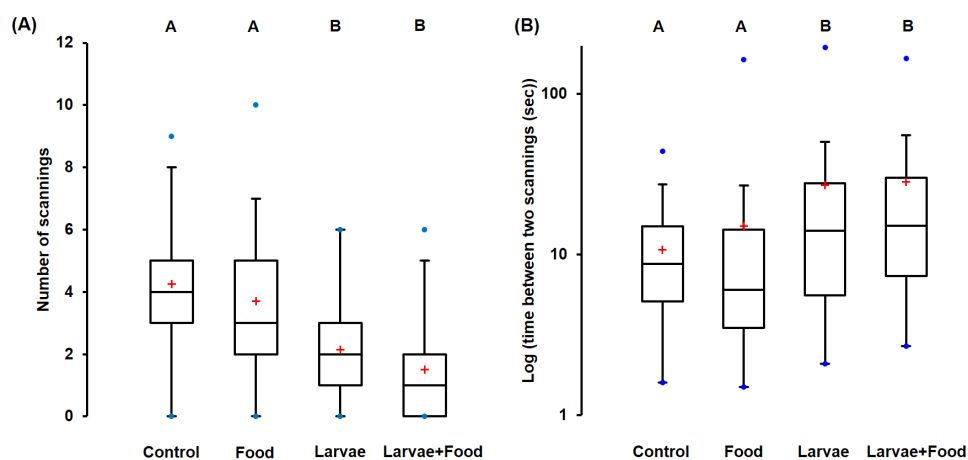 (A)
A A B B
Number of scannings
12
10
8
6
4
2
0
Control Food Larvae Larvae+Food
(B)
A A B B
Log (time between two scannings (sec))
100
10
1
Control Food Larvae Larvae+Food